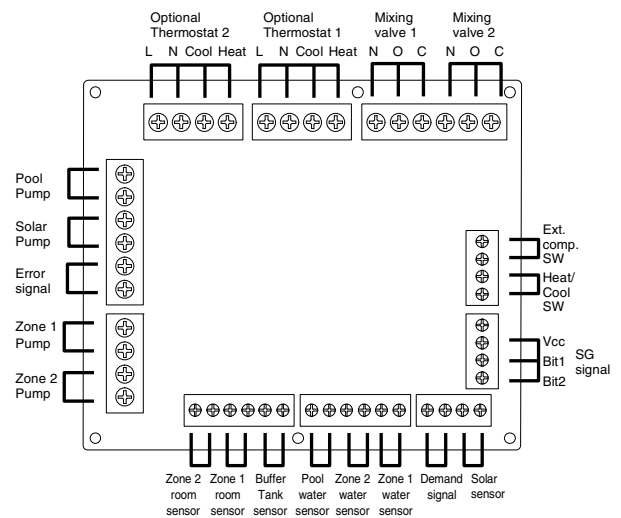 Optional Optional Mixing Mixing
Thermostat 2 Thermostat 1 valve 1 valve 2
L N Cool Heat L N Cool Heat N O C N O C
Pool
Pump
Solar
Pump
Error
signal
Zone 1
Pump
Zone 2
Pump
Ext.
comp.
SW
Heat/
Cool
SW
Vcc
Bit1
Bit2
SG
signal
Zone 2 Zone 1 Buffer Pool Zone 2 Zone 1 Demand Solar
room room Tank water water water signal sensor
sensor sensor sensor sensor sensor sensor